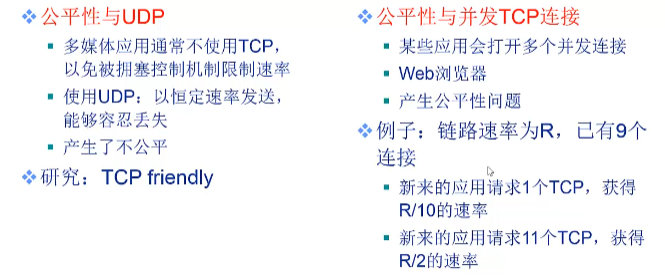 公平性与UDP
多媒体应用通常不使用TCP,
以免被拥塞控制机制限制速率
使用UDP：以恒定速率发送，
能够容忍丢失
产生了不公平
研究：TCP friendly
公平性与并发TCP连接
某些应用会打开多个并发连接
Web浏览器
产生公平性问题
例子：链路速率为R，已有9个
连接
新来的应用请求1个TCP，获得
R/10的速率
新来的应用请求11个TCP，获得
R/2的速率